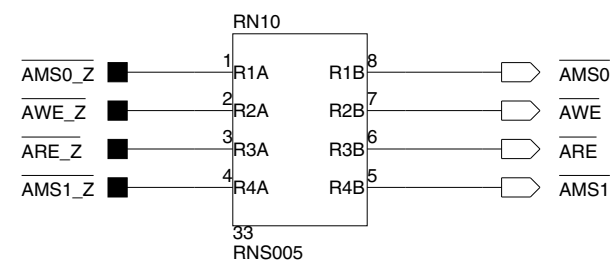 RN10
AMS0_Z 1 R1A R1B 8 AMS0
AWE_Z 2 R2A R2B 7 AWE
ARE_Z 3 R3A R3B 6 ARE
AMS1_Z 4 R4A R4B 5 AMS1
33
RNS005